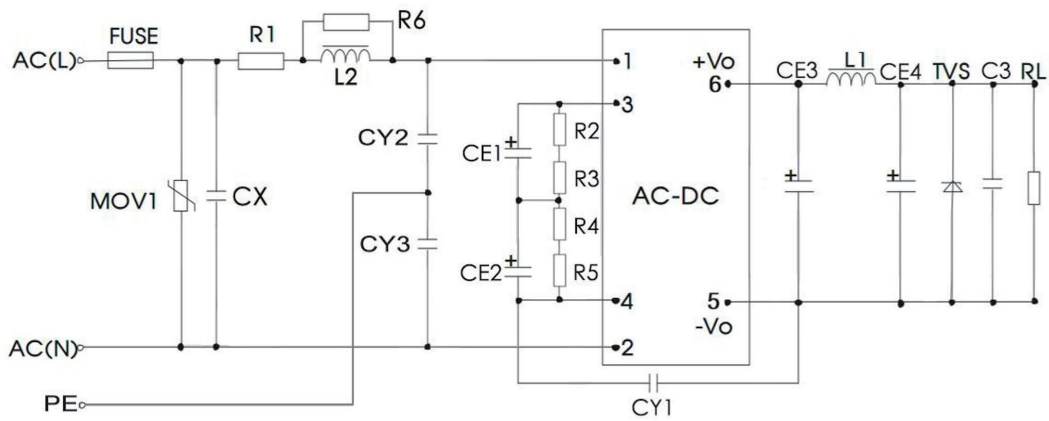 FUSE
R1
R6
AC(L)
L2
1
+Vo
6
CE3
L1
CE4
TVS
C3
RL
3
R2
CY2
CE1
+
R3
MOV1
CX
AC-DC
+
+
R4
CY3
CE2
+
R5
4
5
-Vo
AC(N)
2
PE
CY1